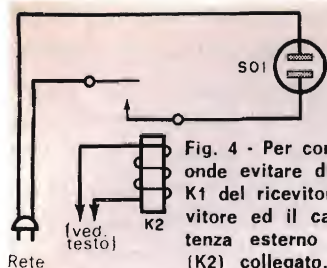 SO1
Fig. 4 - Per con
onde evitare d
K1 del ricevito
vitore ed il ca
tenza esterno
(K2) collegato.
(ved.
testo)
K2
Rete